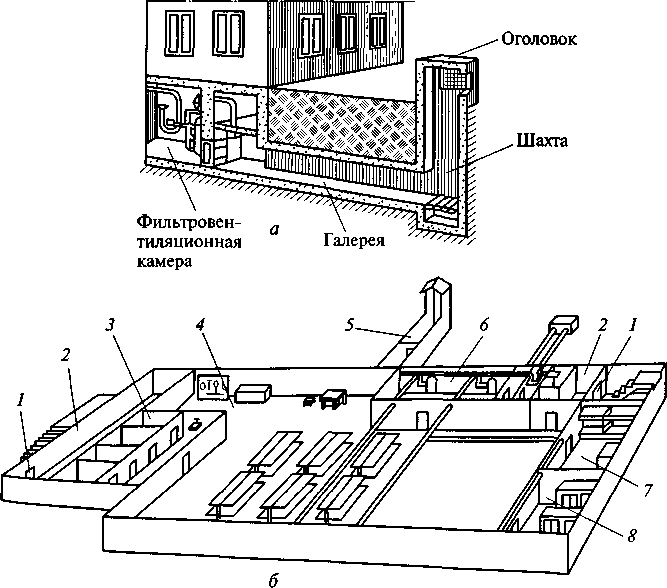 Оголовок
Шахта
Фильтровен-
тиляционная
камера
а
Галерея
1
2
3
4
5
6
2
1
7
8
б